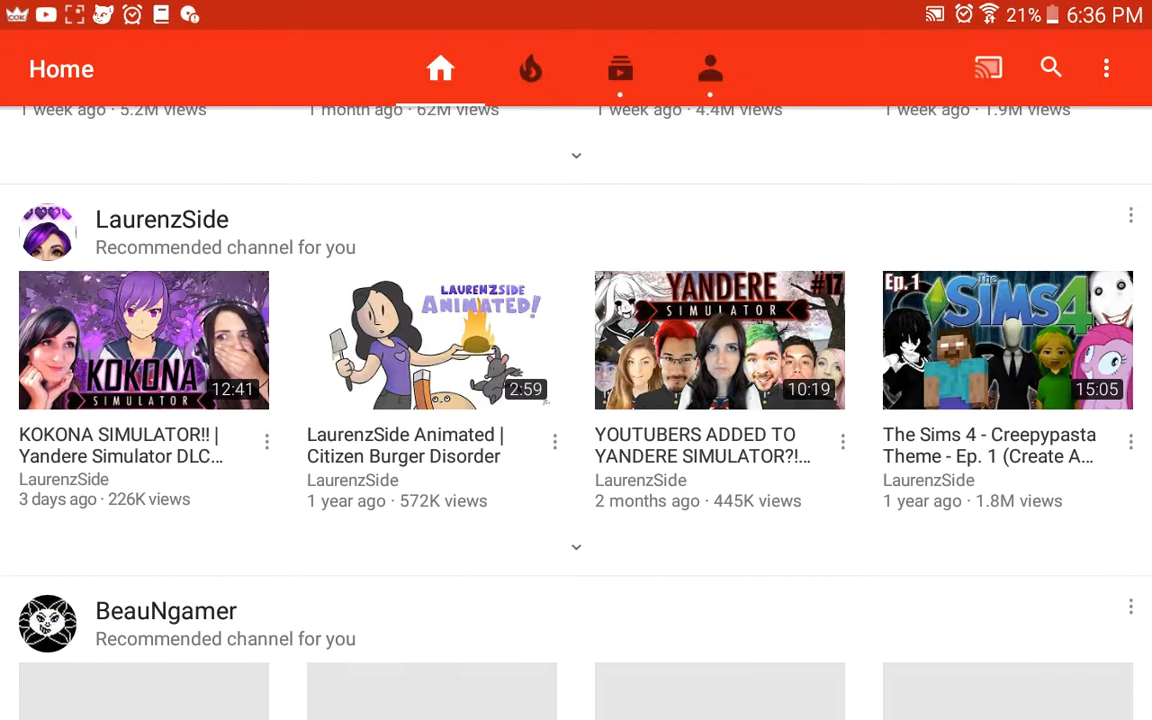 COK
21% 6:36 PM
Home
1 week ago · 5.2M views
1 month ago · 62M views
1 week ago · 4.4M views
1 week ago · 1.9M views
LaurenzSide
Recommended channel for you
KOKONA
SIMULATOR
12:41
LAURENZSIDE
ANIMATED!
2:59
YANDERE #17
SIMULATOR
10:19
Ep. 1
The
SIMS 4
15:05
KOKONA SIMULATOR!! |
Yandere Simulator DLC...
LaurenzSide
3 days ago · 226K views
LaurenzSide Animated |
Citizen Burger Disorder
LaurenzSide
1 year ago · 572K views
YOUTUBERS ADDED TO
YANDERE SIMULATOR?!...
LaurenzSide
2 months ago · 445K views
The Sims 4 - Creepypasta
Theme - Ep. 1 (Create A...
LaurenzSide
1 year ago · 1.8M views
BeauNgamer
Recommended channel for you